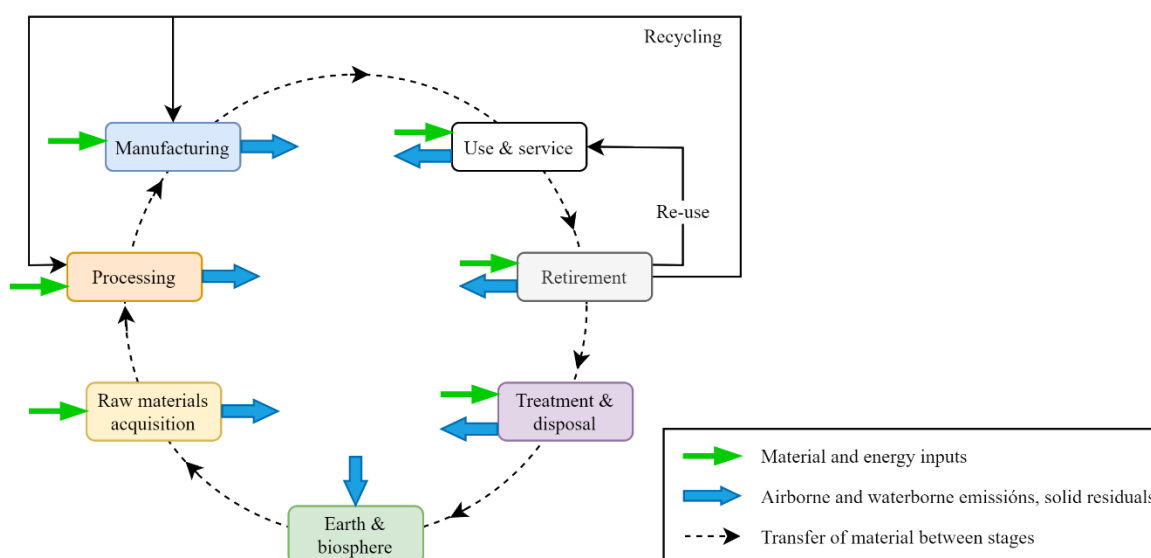 Recycling
Manufacturing
Use & service
Re-use
Processing
Retirement
Raw materials
acquisition
Treatment &
disposal
Earth &
biosphere
Material and energy inputs
Airborne and waterborne emissións, solid residuals
Transfer of material between stages